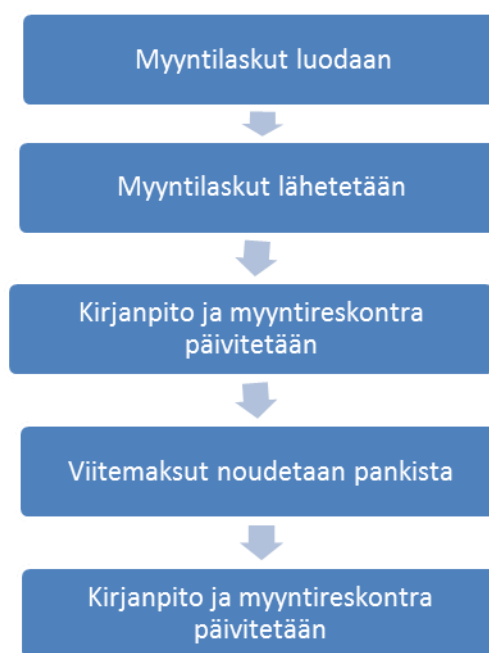 Myyntilaskut luodaan
Myyntilaskut lähetetään
Kirjanpito ja myyntireskontra
päivitetään
Viitemaksut noudetaan pankista
Kirjanpito ja myyntireskontra
päivitetään